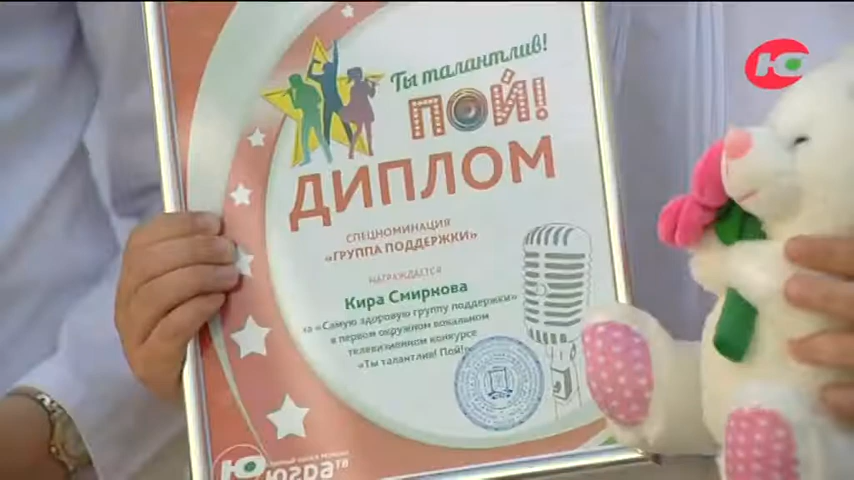 Ты талантлив!
ПОЙ!
ДИПЛОМ
СПЕЦНОМИНАЦИЯ
«ГРУППА ПОДДЕРЖКИ»
НАГРАЖДАЕТСЯ
Кира Смирнова
за «Самую здоровую группу поддержки»
в первом окружном вокальном
телевизионном конкурсе
«Ты талантлив! Пой!»
Ю
Ю
ЮГРА ТВ